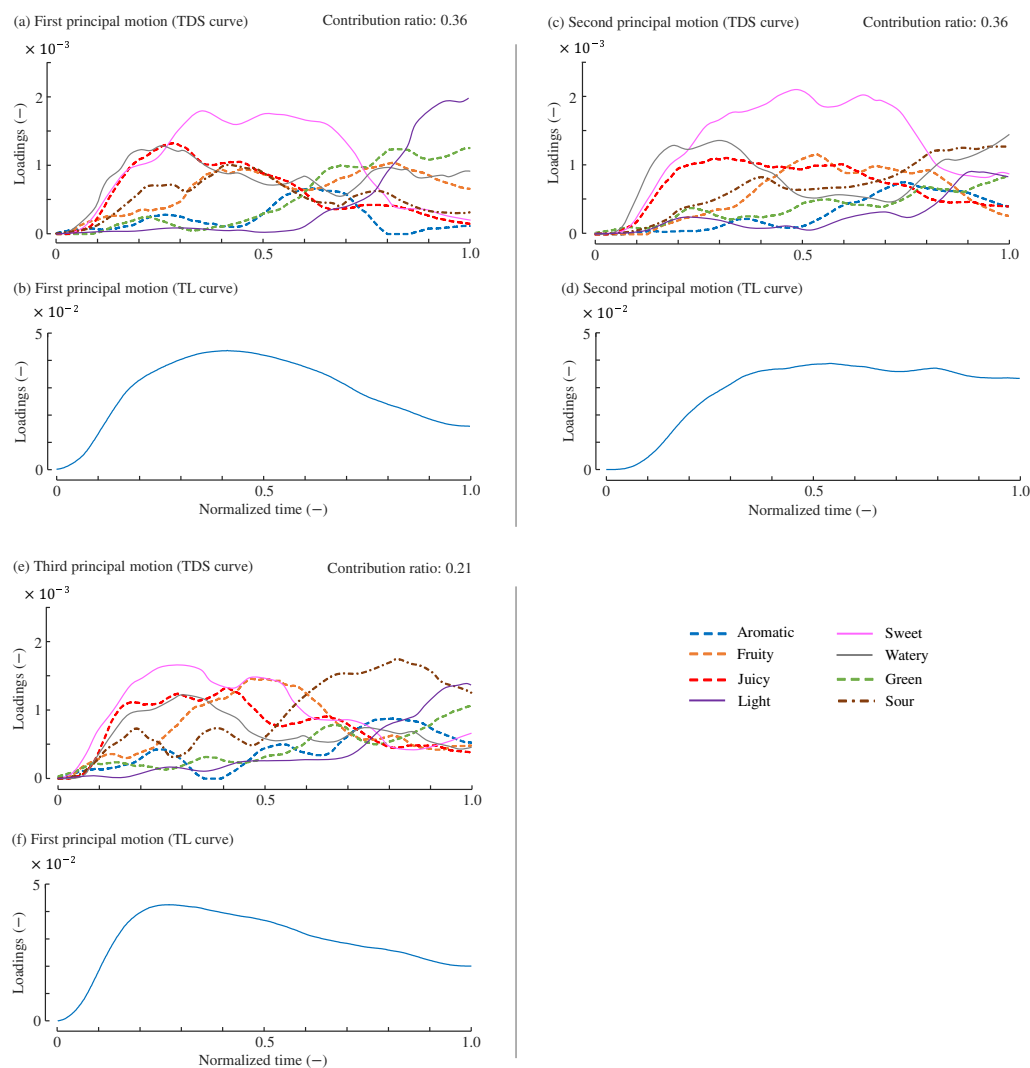 (a) First principal motion (TDS curve)
Contribution ratio: 0.36
× 10⁻³
Loadings (−)
2
1
0
0
0.5
1.0
(b) First principal motion (TL curve)
× 10⁻²
Loadings (−)
5
0
0
0.5
1.0
Normalized time (−)
(c) Second principal motion (TDS curve)
Contribution ratio: 0.36
× 10⁻³
Loadings (−)
2
1
0
0
0.5
1.0
(d) Second principal motion (TL curve)
× 10⁻²
Loadings (−)
5
0
0
0.5
1.0
Normalized time (−)
(e) Third principal motion (TDS curve)
Contribution ratio: 0.21
× 10⁻³
Loadings (−)
2
1
0
0
0.5
1.0
(f) First principal motion (TL curve)
× 10⁻²
Loadings (−)
5
0
0
0.5
1.0
Normalized time (−)
Aromatic
Fruity
Juicy
Light
Sweet
Watery
Green
Sour